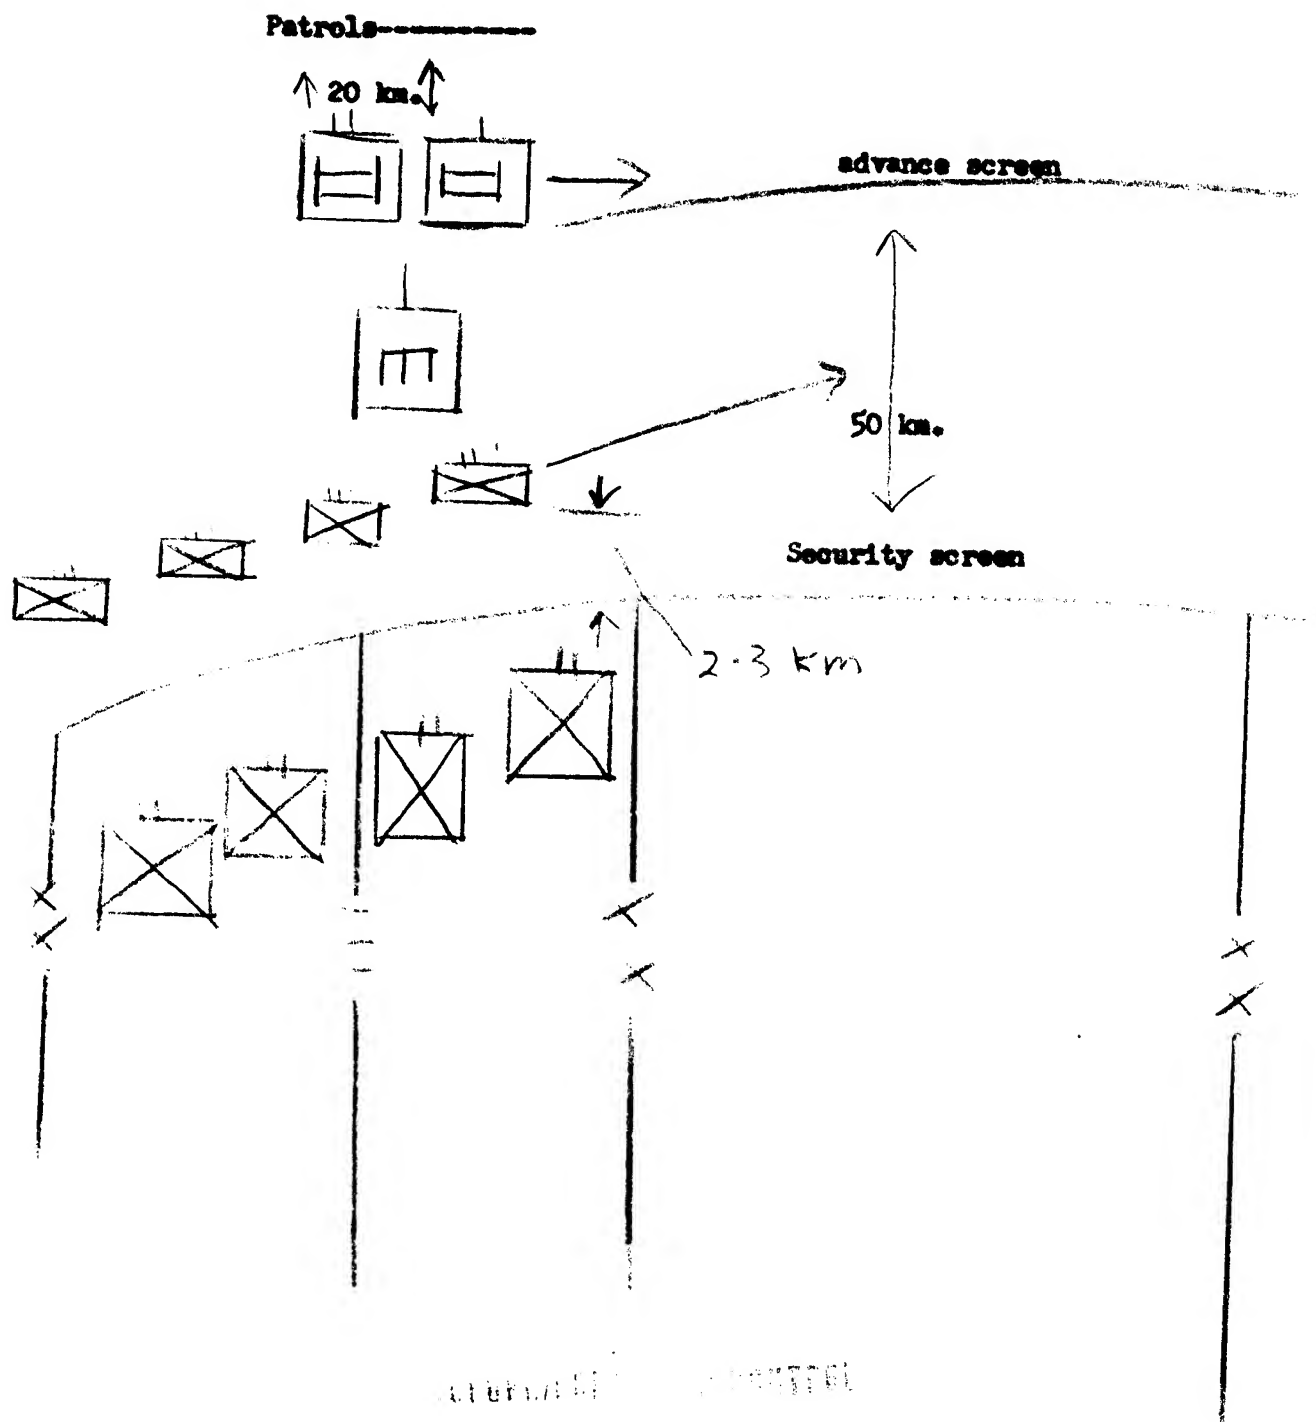 Patrols-----------
20 km.
advance screen
50 km.
Security screen
2-3 km